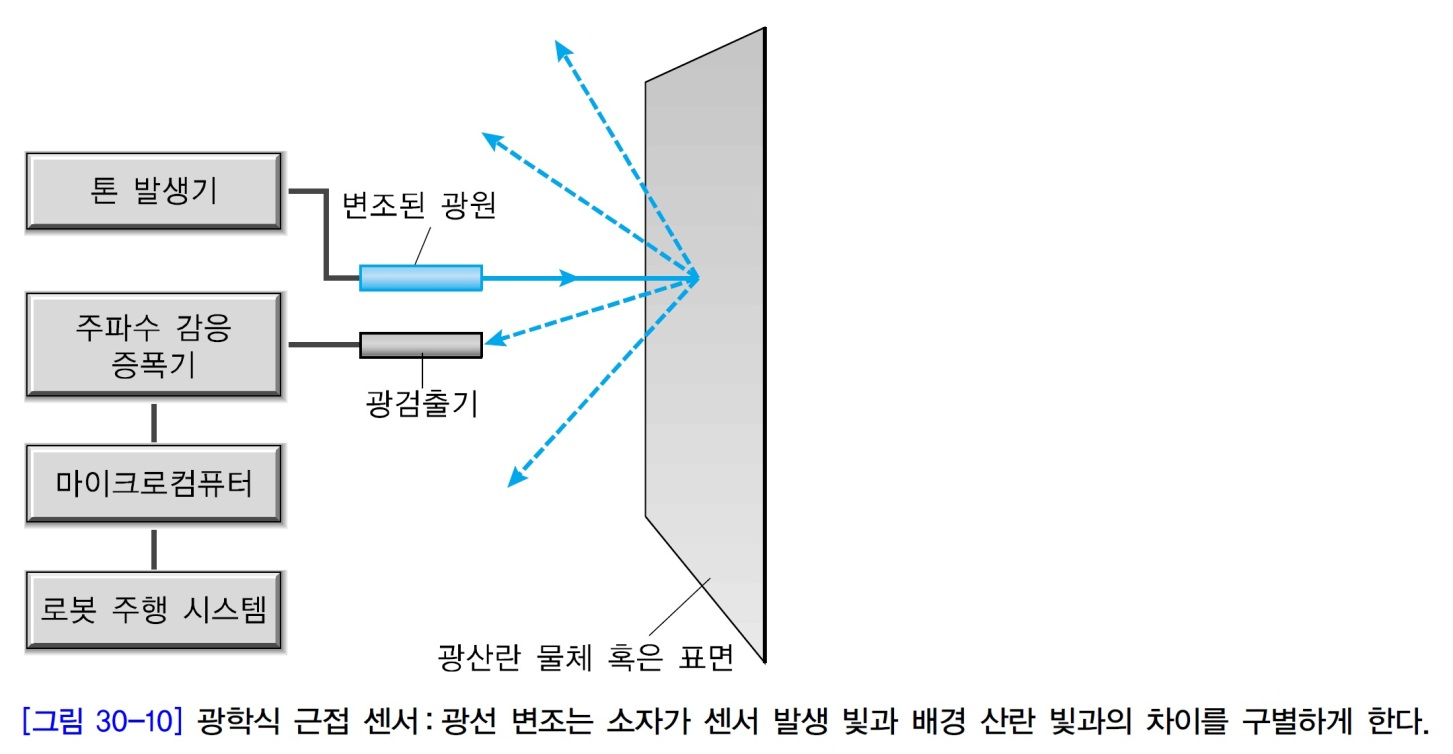 톤 발생기
변조된 광원
주파수 감응
증폭기
광검출기
마이크로컴퓨터
로봇 주행 시스템
광산란 물체 혹은 표면
[그림 30-10] 광학식 근접 센서 : 광선 변조는 소자가 센서 발생 빛과 배경 산란 빛과의 차이를 구별하게 한다.